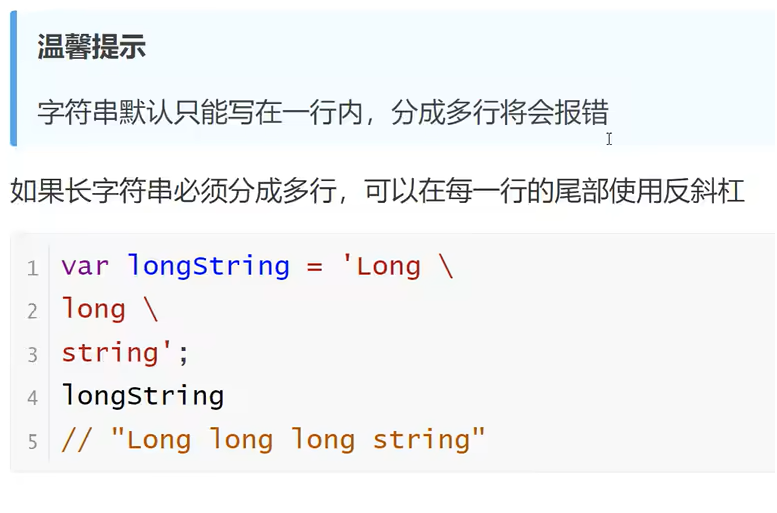 温馨提示
字符串默认只能写在一行内，分成多行将会报错
如果长字符串必须分成多行，可以在每一行的尾部使用反斜杠
1 var longString = 'Long \
2 long \
3 string';
4 longString
5 // "Long long long string"